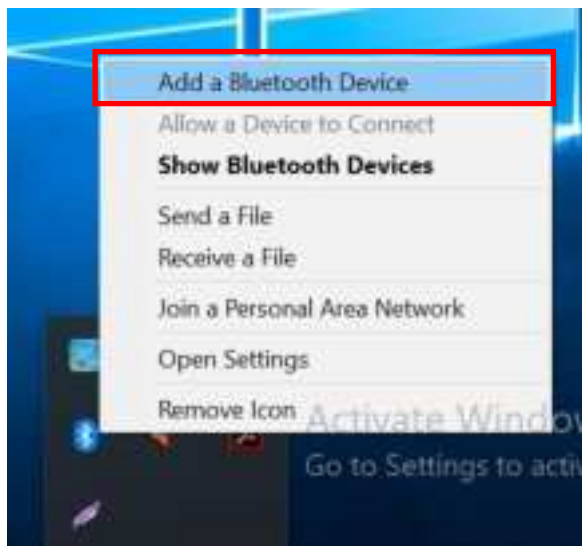 Add a Bluetooth Device
Allow a Device to Connect
Show Bluetooth Devices
Send a File
Receive a File
Join a Personal Area Network
Open Settings
Remove Icon
Activate Window
Go to Settings to activ